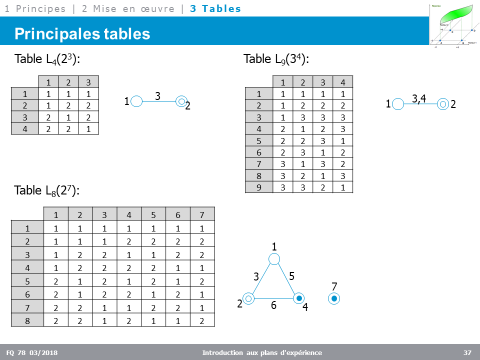 1 Principes | 2 Mise en œuvre | 3 Tables
Principales tables
Table L4(2³):
1 2 3
1 1 1 1
2 1 2 2
3 2 1 2
4 2 2 1
1 3 2
Table L9(3⁴):
1 2 3 4
1 1 1 1 1
2 1 2 2 2
3 1 3 3 3
4 2 1 2 3
5 2 2 3 1
6 2 3 1 2
7 3 1 3 2
8 3 2 1 3
9 3 3 2 1
1 3,4 2
Table L8(2⁷):
1 2 3 4 5 6 7
1 1 1 1 1 1 1 1
2 1 1 1 2 2 2 2
3 1 2 2 1 1 2 2
4 1 2 2 2 2 1 1
5 2 1 2 1 2 1 2
6 2 1 2 2 1 2 1
7 2 2 1 1 2 2 1
8 2 2 1 2 1 1 2
1
3 5 7
2 6 4
FQ 78 03/2018 Introduction aux plans d'expérience 37